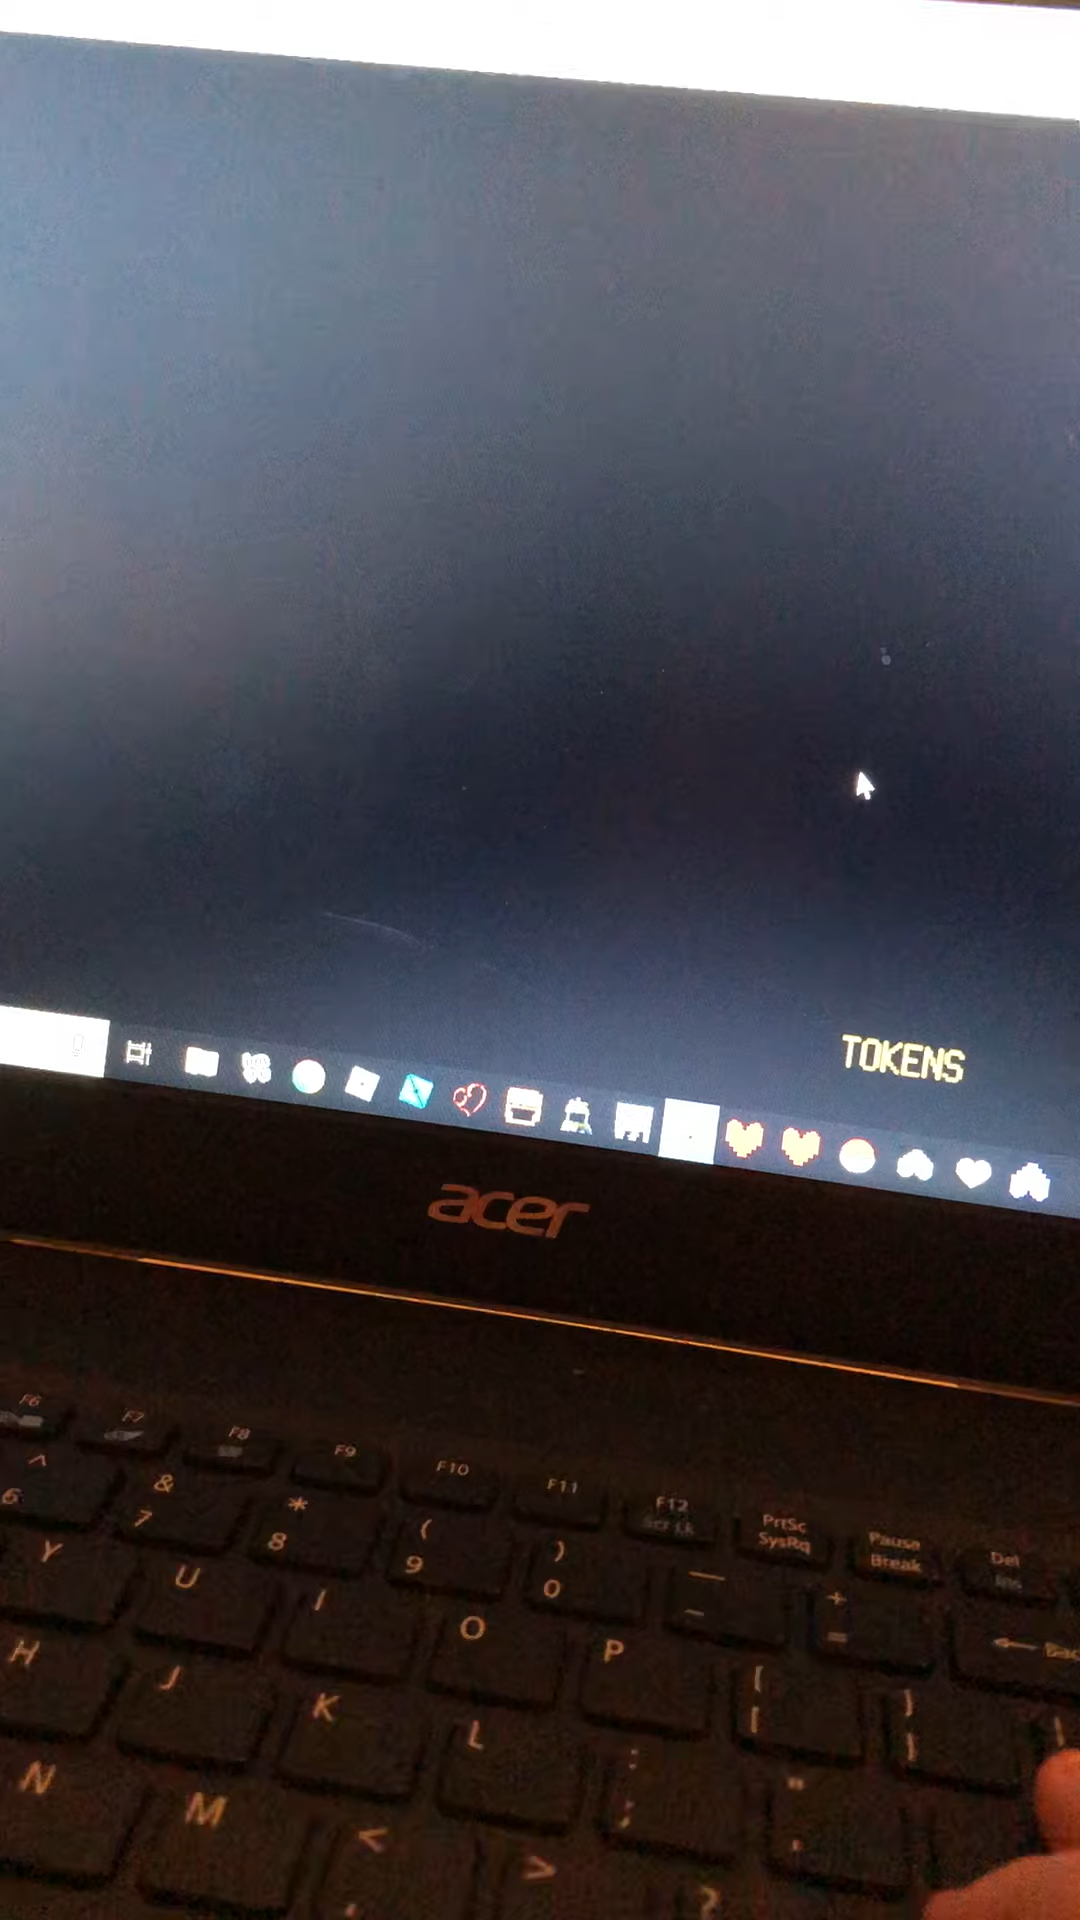 TOKENS
acer
F6 F7 F8 F9 F10 F11 F12 PrtSc Pause Del
SysRq Break Ins
^ & * ( ) — +
6 7 8 9 0 - =
Y U I O P [ ]
H J K L ; "
: '
N M < > ?